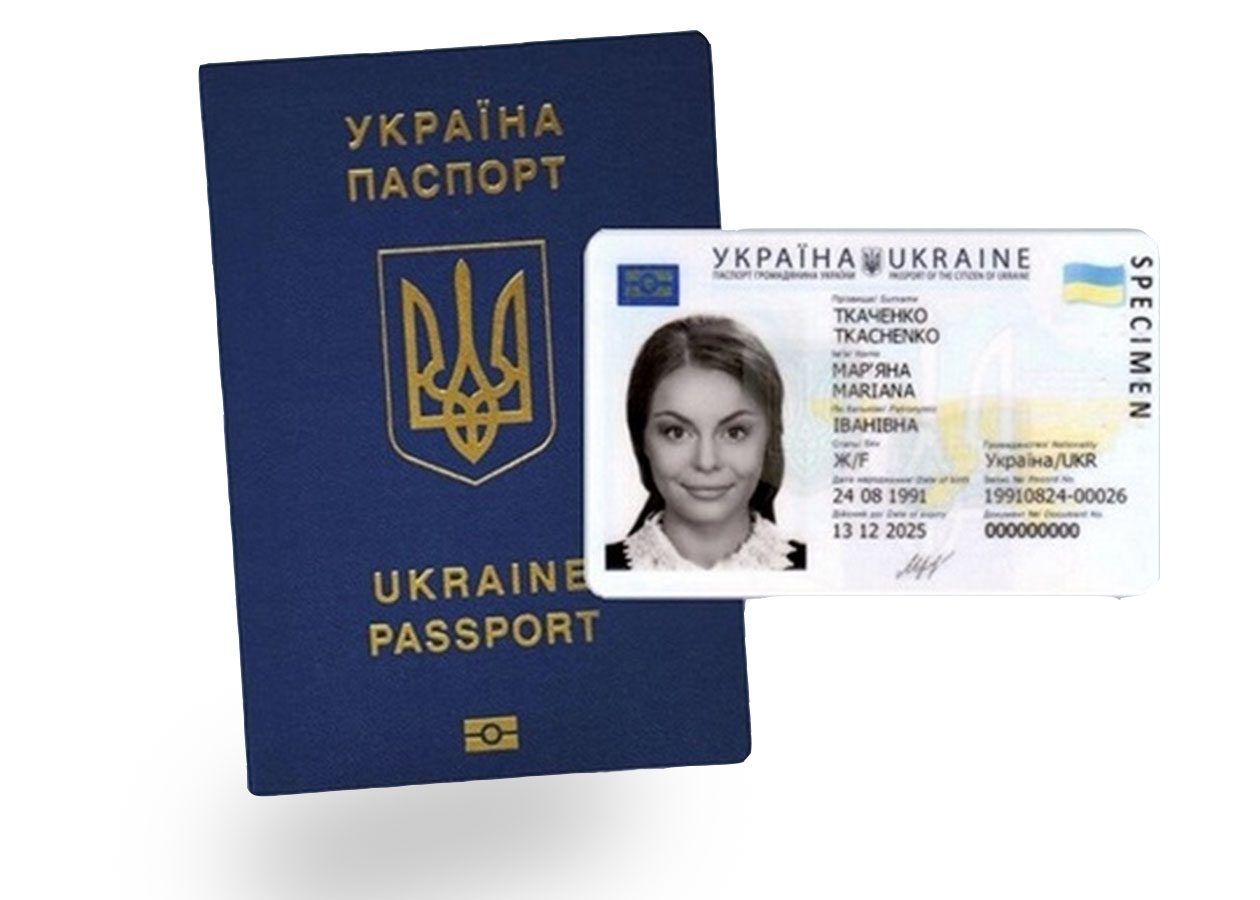 УКРАЇНА
ПАСПОРТ
UKRAINE
PASSPORT
УКРАЇНА UKRAINE
ПАСПОРТ ГРОМАДЯНИНА УКРАЇНИ PASSPORT OF THE CITIZEN OF UKRAINE
SPECIMEN
Прізвище/ Surname
ТКАЧЕНКО
TKACHENKO
Ім'я/ Name
МАР'ЯНА
MARIANA
По батькові/ Patronymic
ІВАНІВНА
Стать/ Sex Громадянство/ Nationality
Ж/F Україна/UKR
Дата народження/ Date of birth Запис №/ Record No.
24 08 1991 19910824-00026
Дійсний до/ Date of expiry Документ №/ Document No.
13 12 2025 000000000